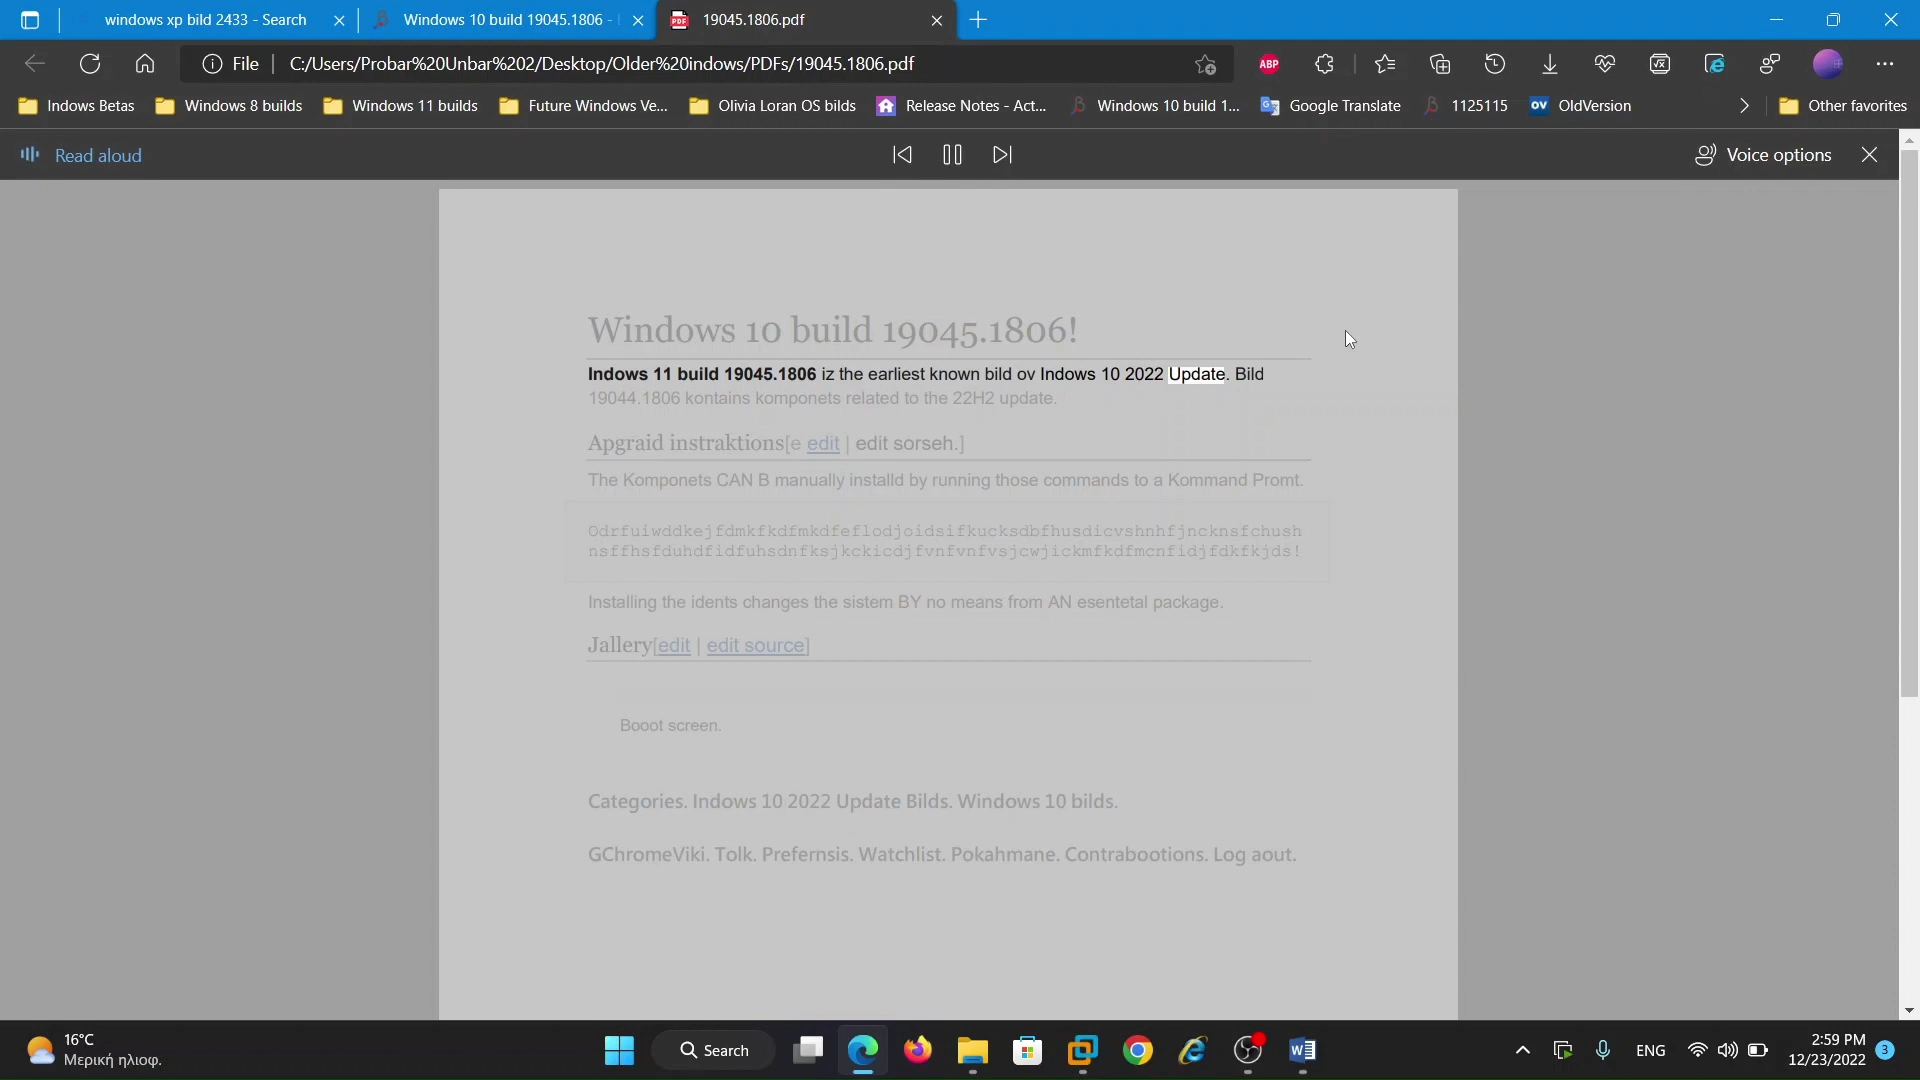 windows xp bild 2433 - Search
Windows 10 build 19045.1806 -
19045.1806.pdf
File
C:/Users/Probar%20Unbar%202/Desktop/Older%20indows/PDFs/19045.1806.pdf
ABP
Indows Betas
Windows 8 builds
Windows 11 builds
Future Windows Ve...
Olivia Loran OS bilds
Release Notes - Act...
Windows 10 build 1...
Google Translate
1125115
OV OldVersion
Other favorites
Read aloud
Voice options
Windows 10 build 19045.1806!
Indows 11 build 19045.1806 iz the earliest known bild ov Indows 10 2022 Update. Bild
19044.1806 kontains komponets related to the 22H2 update.
Apgraid instraktions[e edit | edit sorseh.]
The Komponets CAN B manually installd by running those commands to a Kommand Promt.
Odrfuiwddkejfdmkfkdfmkdfeflodjoidsifkucksdbfhusdicvshnhfjncknsfchush
nsffhsfduhdfidfuhsdnfksjkckicdjfvnfvnfvsjcwjickmfkdfmcnfidjfdkfkjds!
Installing the idents changes the sistem BY no means from AN esentetal package.
Jallery[edit | edit source]
Booot screen.
Categories. Indows 10 2022 Update Bilds. Windows 10 bilds.
GChromeViki. Tolk. Prefernsis. Watchlist. Pokahmane. Contrabootions. Log aout.
16°C
Μερική ηλιοφ.
Search
ENG
2:59 PM
12/23/2022
3